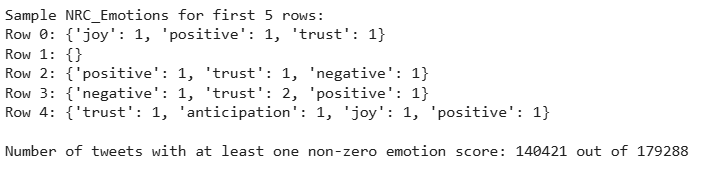 Sample NRC_Emotions for first 5 rows:
Row 0: {'joy': 1, 'positive': 1, 'trust': 1}
Row 1: {}
Row 2: {'positive': 1, 'trust': 1, 'negative': 1}
Row 3: {'negative': 1, 'trust': 2, 'positive': 1}
Row 4: {'trust': 1, 'anticipation': 1, 'joy': 1, 'positive': 1}
Number of tweets with at least one non-zero emotion score: 140421 out of 179288